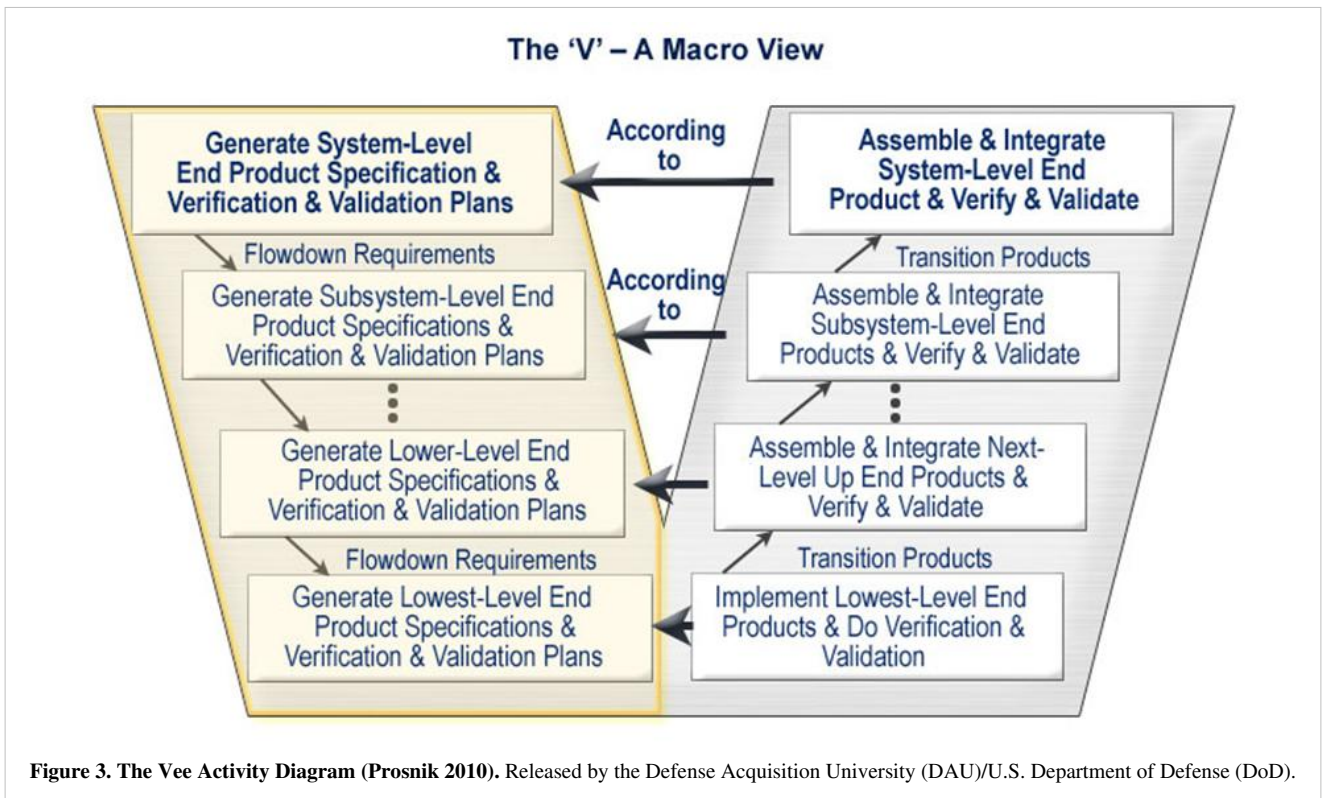 The ‘V’ – A Macro View
Generate System-Level
End Product Specification &
Verification & Validation Plans
According
to
Assemble & Integrate
System-Level End
Product & Verify & Validate
Flowdown Requirements
Transition Products
Generate Subsystem-Level End
Product Specifications &
Verification & Validation Plans
According
to
Assemble & Integrate
Subsystem-Level End
Products & Verify & Validate
Generate Lower-Level End
Product Specifications &
Verification & Validation Plans
Assemble & Integrate Next-
Level Up End Products &
Verify & Validate
Flowdown Requirements
Transition Products
Generate Lowest-Level End
Product Specifications &
Verification & Validation Plans
Implement Lowest-Level End
Products & Do Verification &
Validation
Figure 3. The Vee Activity Diagram (Prosnik 2010). Released by the Defense Acquisition University (DAU)/U.S. Department of Defense (DoD).